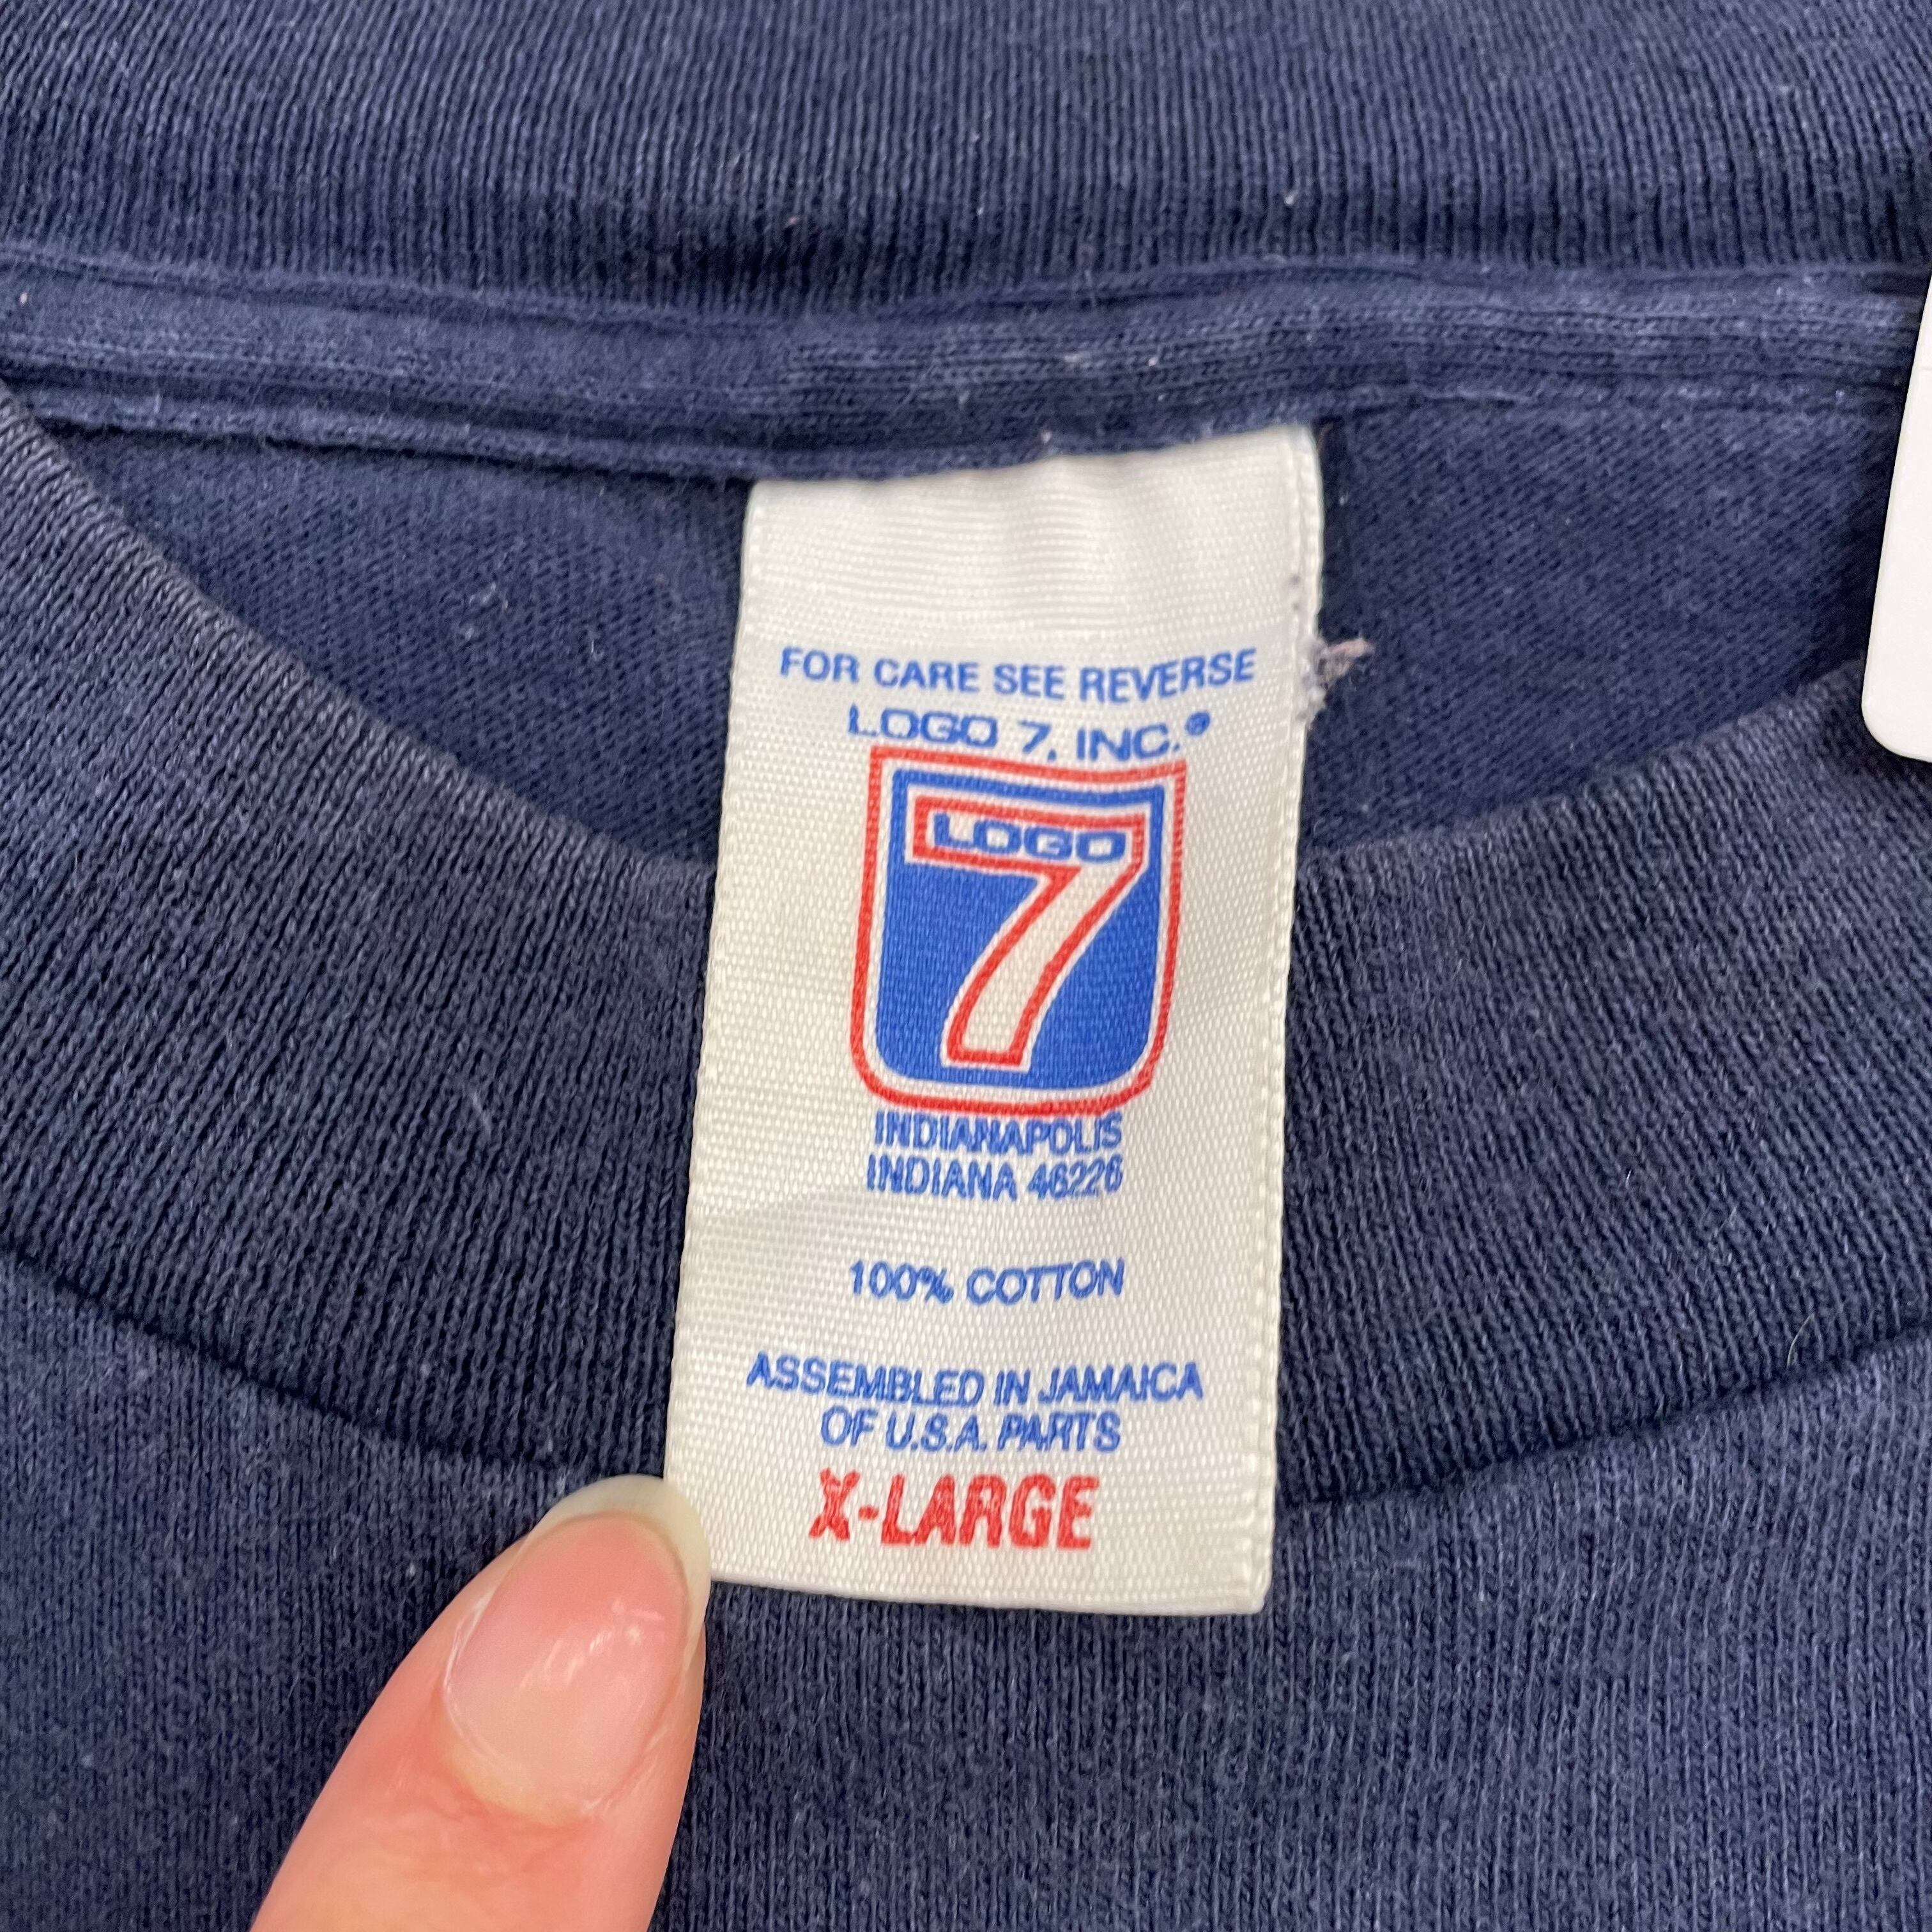 FOR CARE SEE REVERSE
LOGO 7, INC.®
LOGO
7
INDIANAPOLIS
INDIANA 46226
100% COTTON
ASSEMBLED IN JAMAICA
OF U.S.A. PARTS
X-LARGE